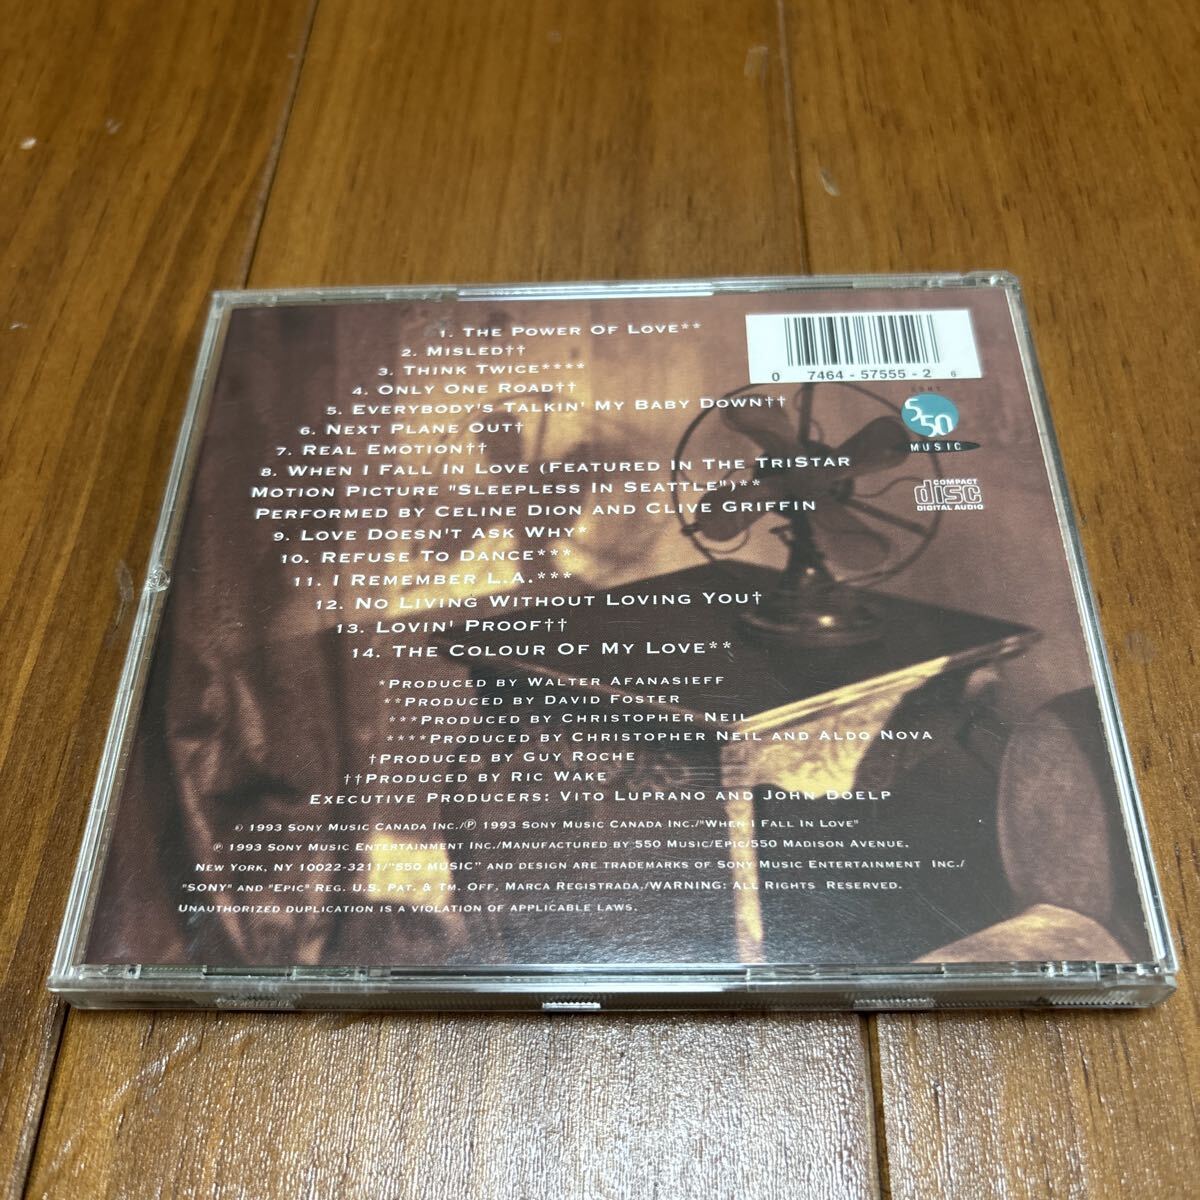 1. The Power Of Love**
2. Misled††
3. Think Twice****
4. Only One Road††
5. Everybody's Talkin' My Baby Down††
6. Next Plane Out†
7. Real Emotion††
8. When I Fall In Love (Featured In The TriStar
Motion Picture "Sleepless In Seattle")**
Performed by Celine Dion and Clive Griffin
9. Love Doesn't Ask Why*
10. Refuse To Dance***
11. I Remember L.A.***
12. No Living Without Loving You†
13. Lovin' Proof††
14. The Colour Of My Love**
*Produced by Walter Afanasieff
**Produced by David Foster
***Produced by Christopher Neil
****Produced by Christopher Neil and Aldo Nova
†Produced by Guy Roche
††Produced by Ric Wake
Executive Producers: Vito Luprano and John Doelp
© 1993 Sony Music Canada Inc./℗ 1993 Sony Music Canada Inc./"When I Fall In Love"
℗ 1993 Sony Music Entertainment Inc./Manufactured by 550 Music/Epic/550 Madison Avenue,
New York, NY 10022-3211/"550 Music" and design are trademarks of Sony Music Entertainment Inc./
"Sony" and "Epic" Reg. U.S. Pat. & Tm. Off. Marca Registrada./WARNING: All Rights Reserved.
Unauthorized duplication is a violation of applicable laws.
0 7464-57555-2 6
550
MUSIC
COMPACT
disc
DIGITAL AUDIO